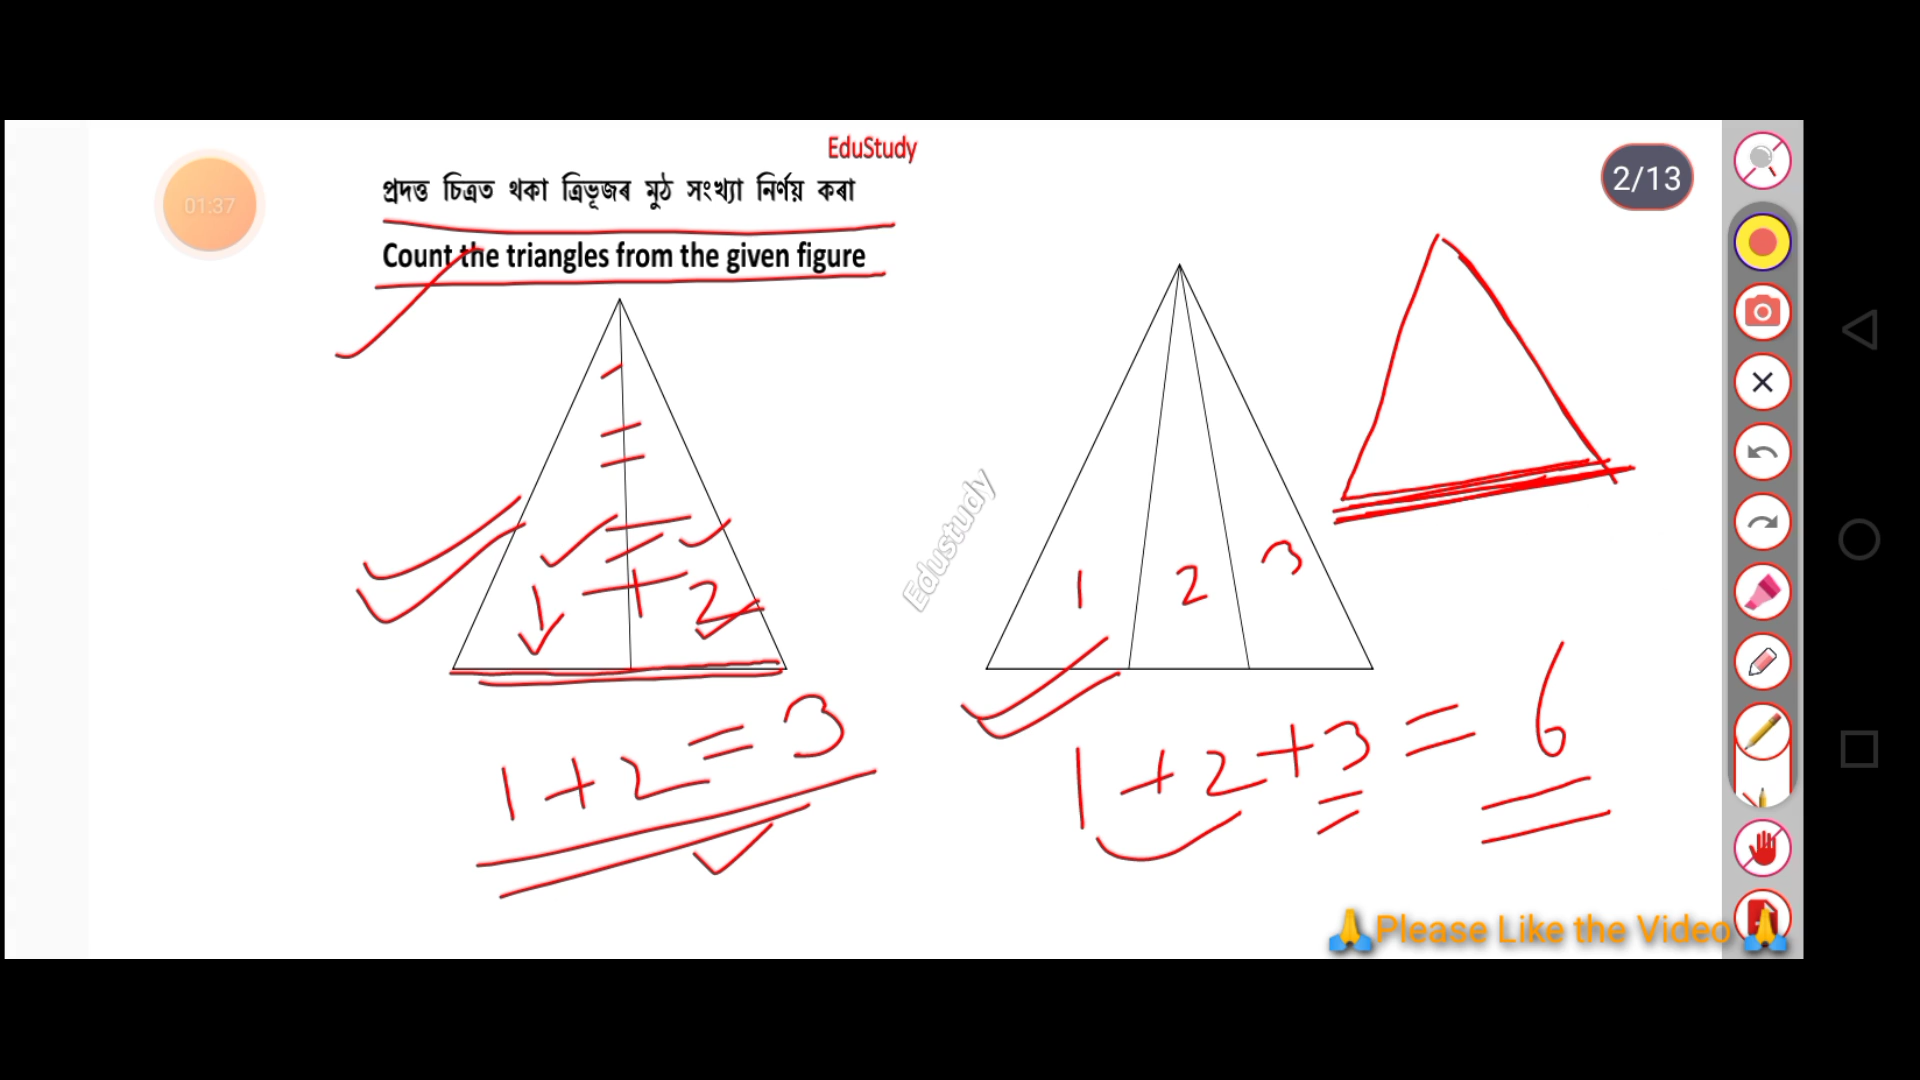 EduStudy
2/13
01:37
প্ৰদত্ত চিত্ৰত থকা ত্ৰিভূজৰ মুঠ সংখ্যা নিৰ্ণয় কৰা
Count the triangles from the given figure
Edustudy
1 2 3
+ 2
1+2=3
1+2+3=6
🙏Please Like the Video🙏